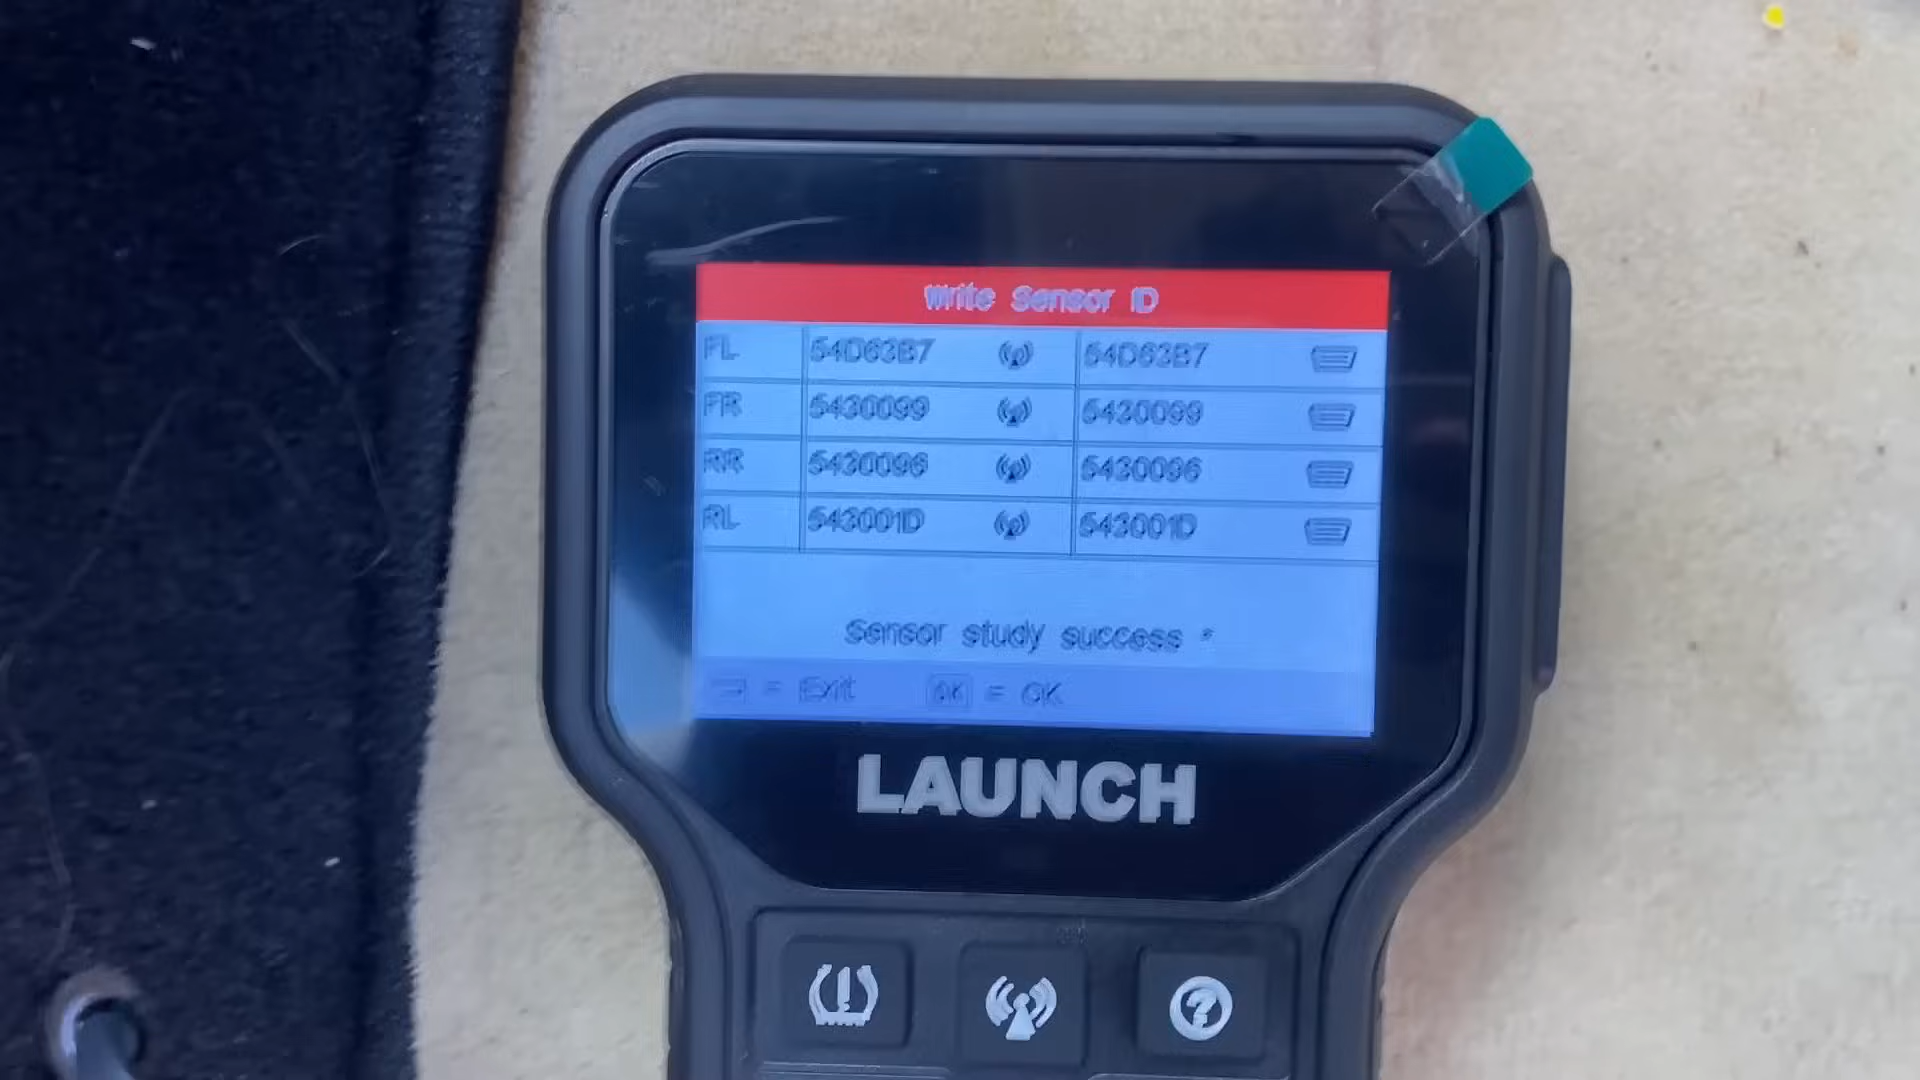 Write Sensor ID
FL 54D63B7 54D63B7
FR 5430099 5430099
RR 5430096 5430096
RL 543001D 543001D
Sensor study success *
= Exit OK = OK
LAUNCH